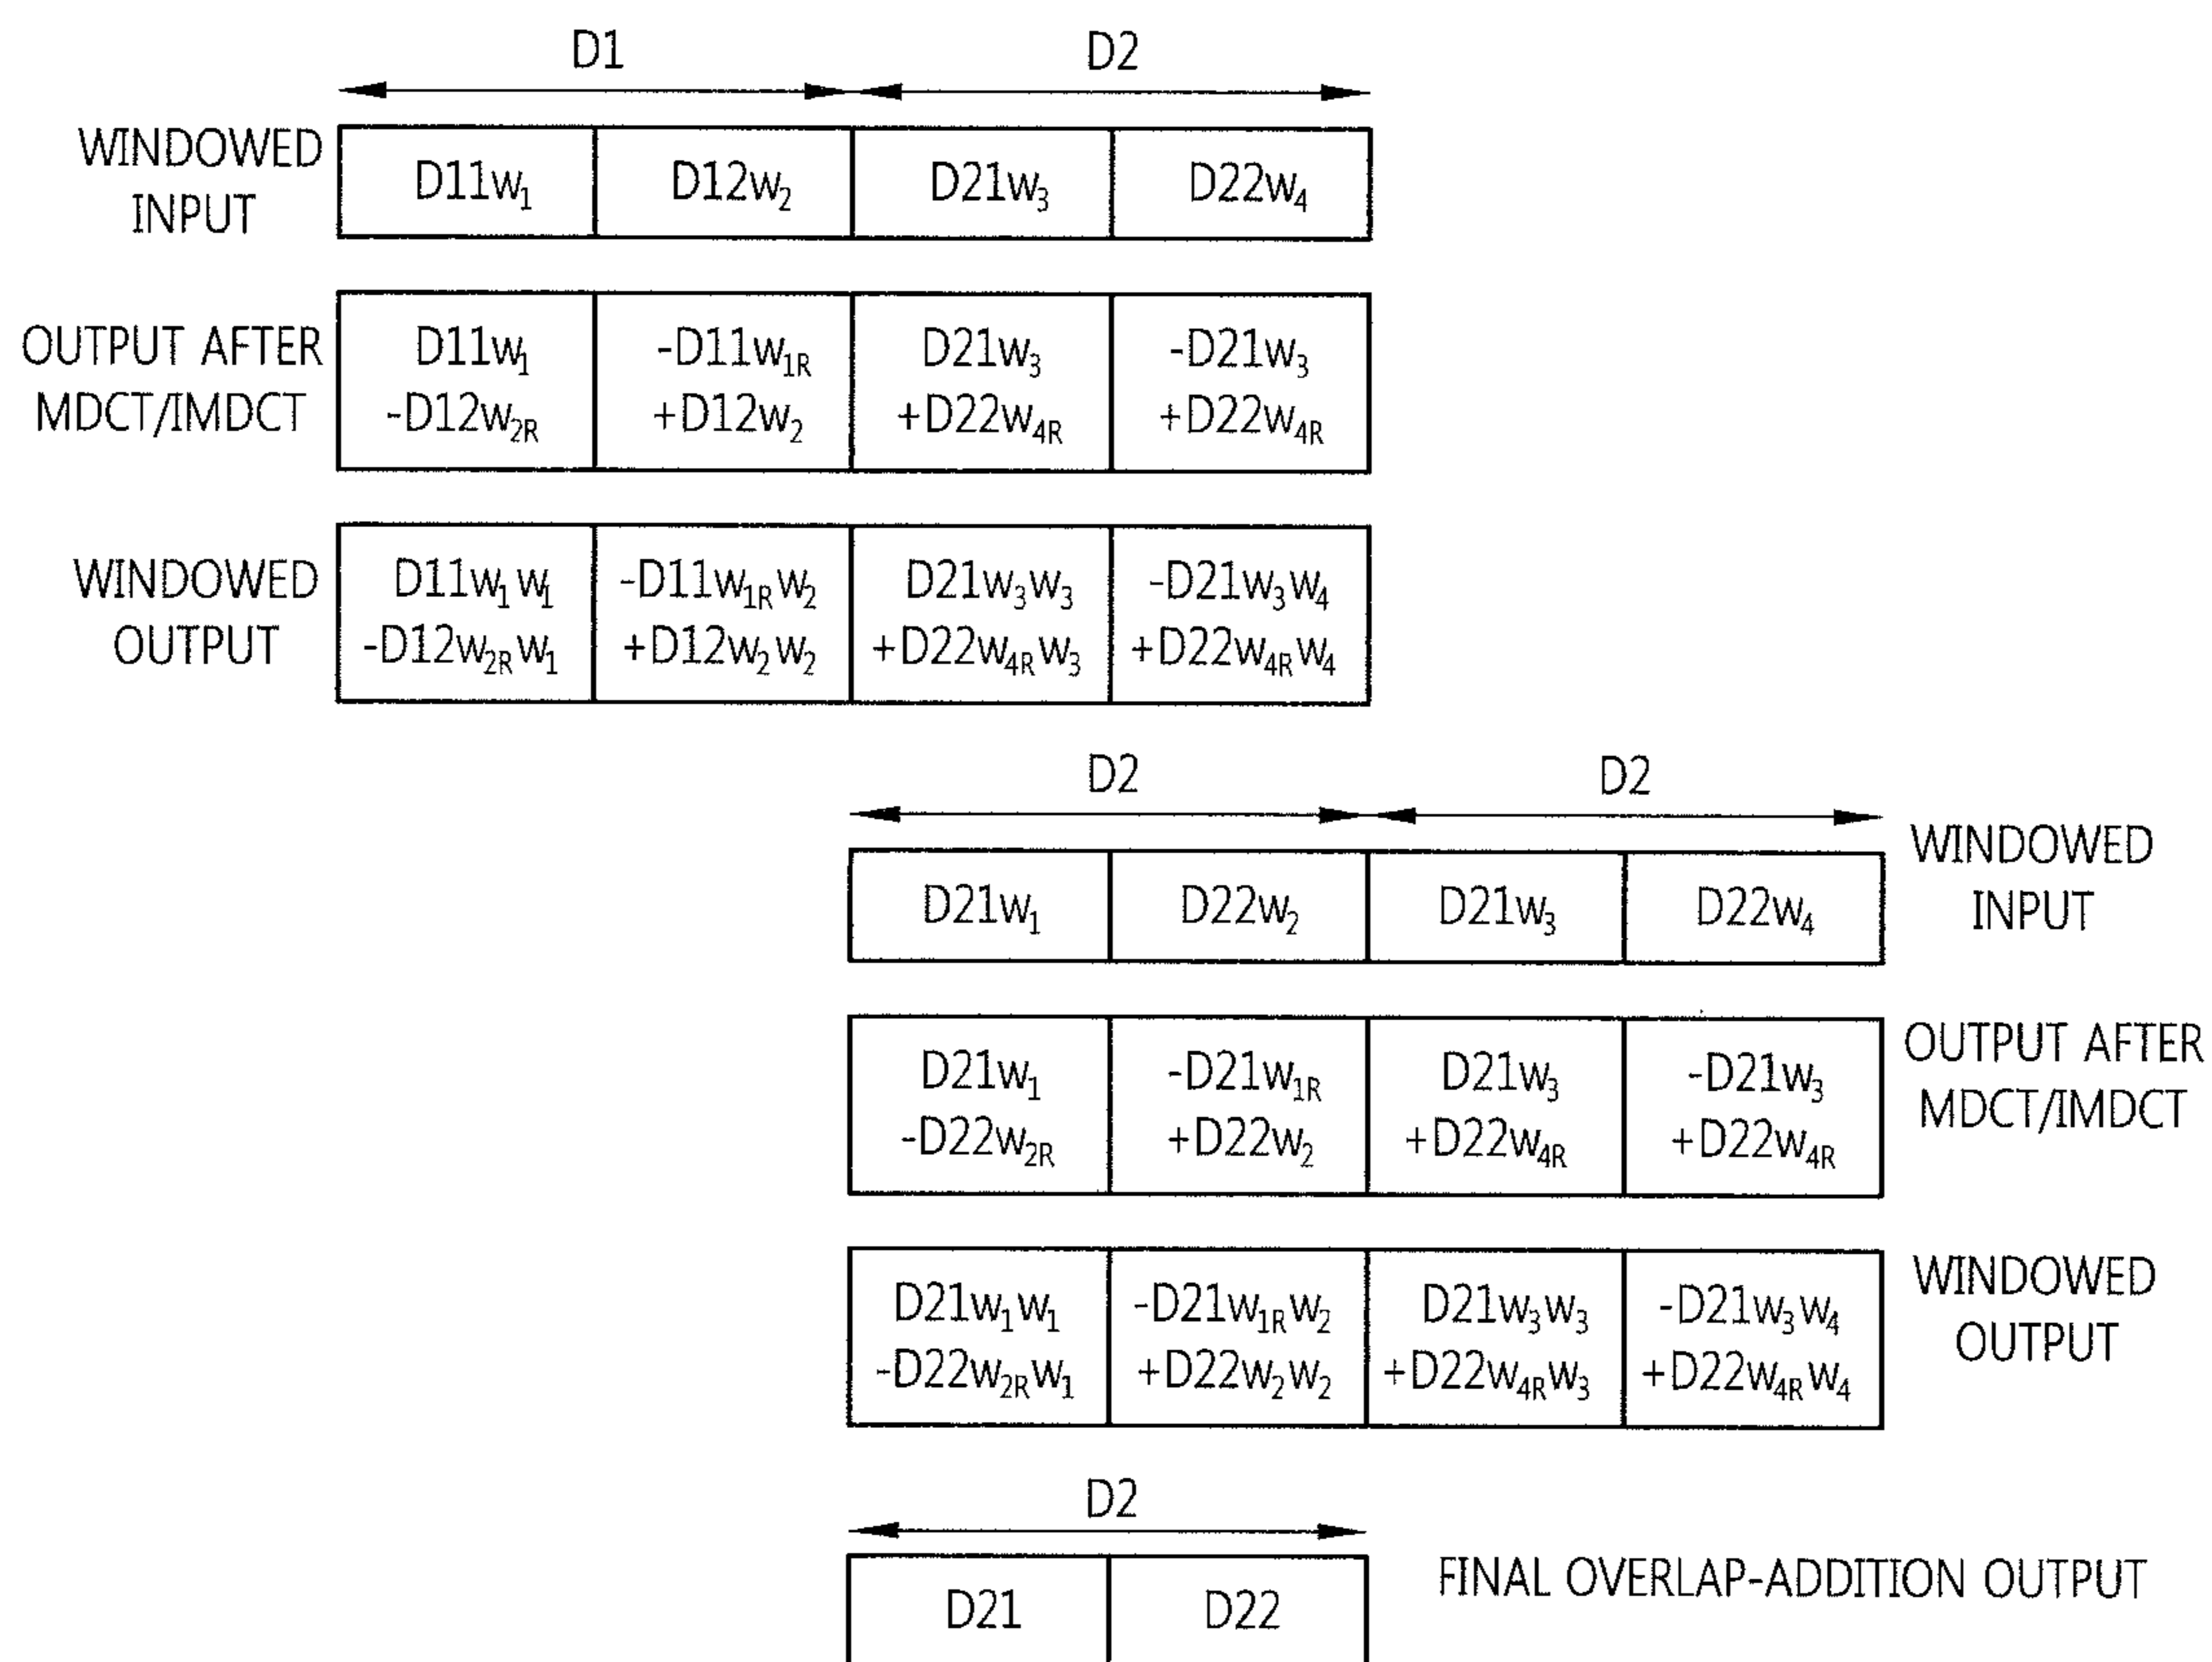 D1 D2
WINDOWED
INPUT
D11w₁ D12w₂ D21w₃ D22w₄
OUTPUT AFTER
MDCT/IMDCT
D11w₁ -D11w₁R D21w₃ -D21w₃
-D12w₂R +D12w₂ +D22w₄R +D22w₄R
WINDOWED
OUTPUT
D11w₁w₁ -D11w₁Rw₂ D21w₃w₃ -D21w₃w₄
-D12w₂Rw₁ +D12w₂w₂ +D22w₄Rw₃ +D22w₄Rw₄
D2 D2
WINDOWED
INPUT
D21w₁ D22w₂ D21w₃ D22w₄
OUTPUT AFTER
MDCT/IMDCT
D21w₁ -D21w₁R D21w₃ -D21w₃
-D22w₂R +D22w₂ +D22w₄R +D22w₄R
WINDOWED
OUTPUT
D21w₁w₁ -D21w₁Rw₂ D21w₃w₃ -D21w₃w₄
-D22w₂Rw₁ +D22w₂w₂ +D22w₄Rw₃ +D22w₄Rw₄
D2
FINAL OVERLAP-ADDITION OUTPUT
D21 D22